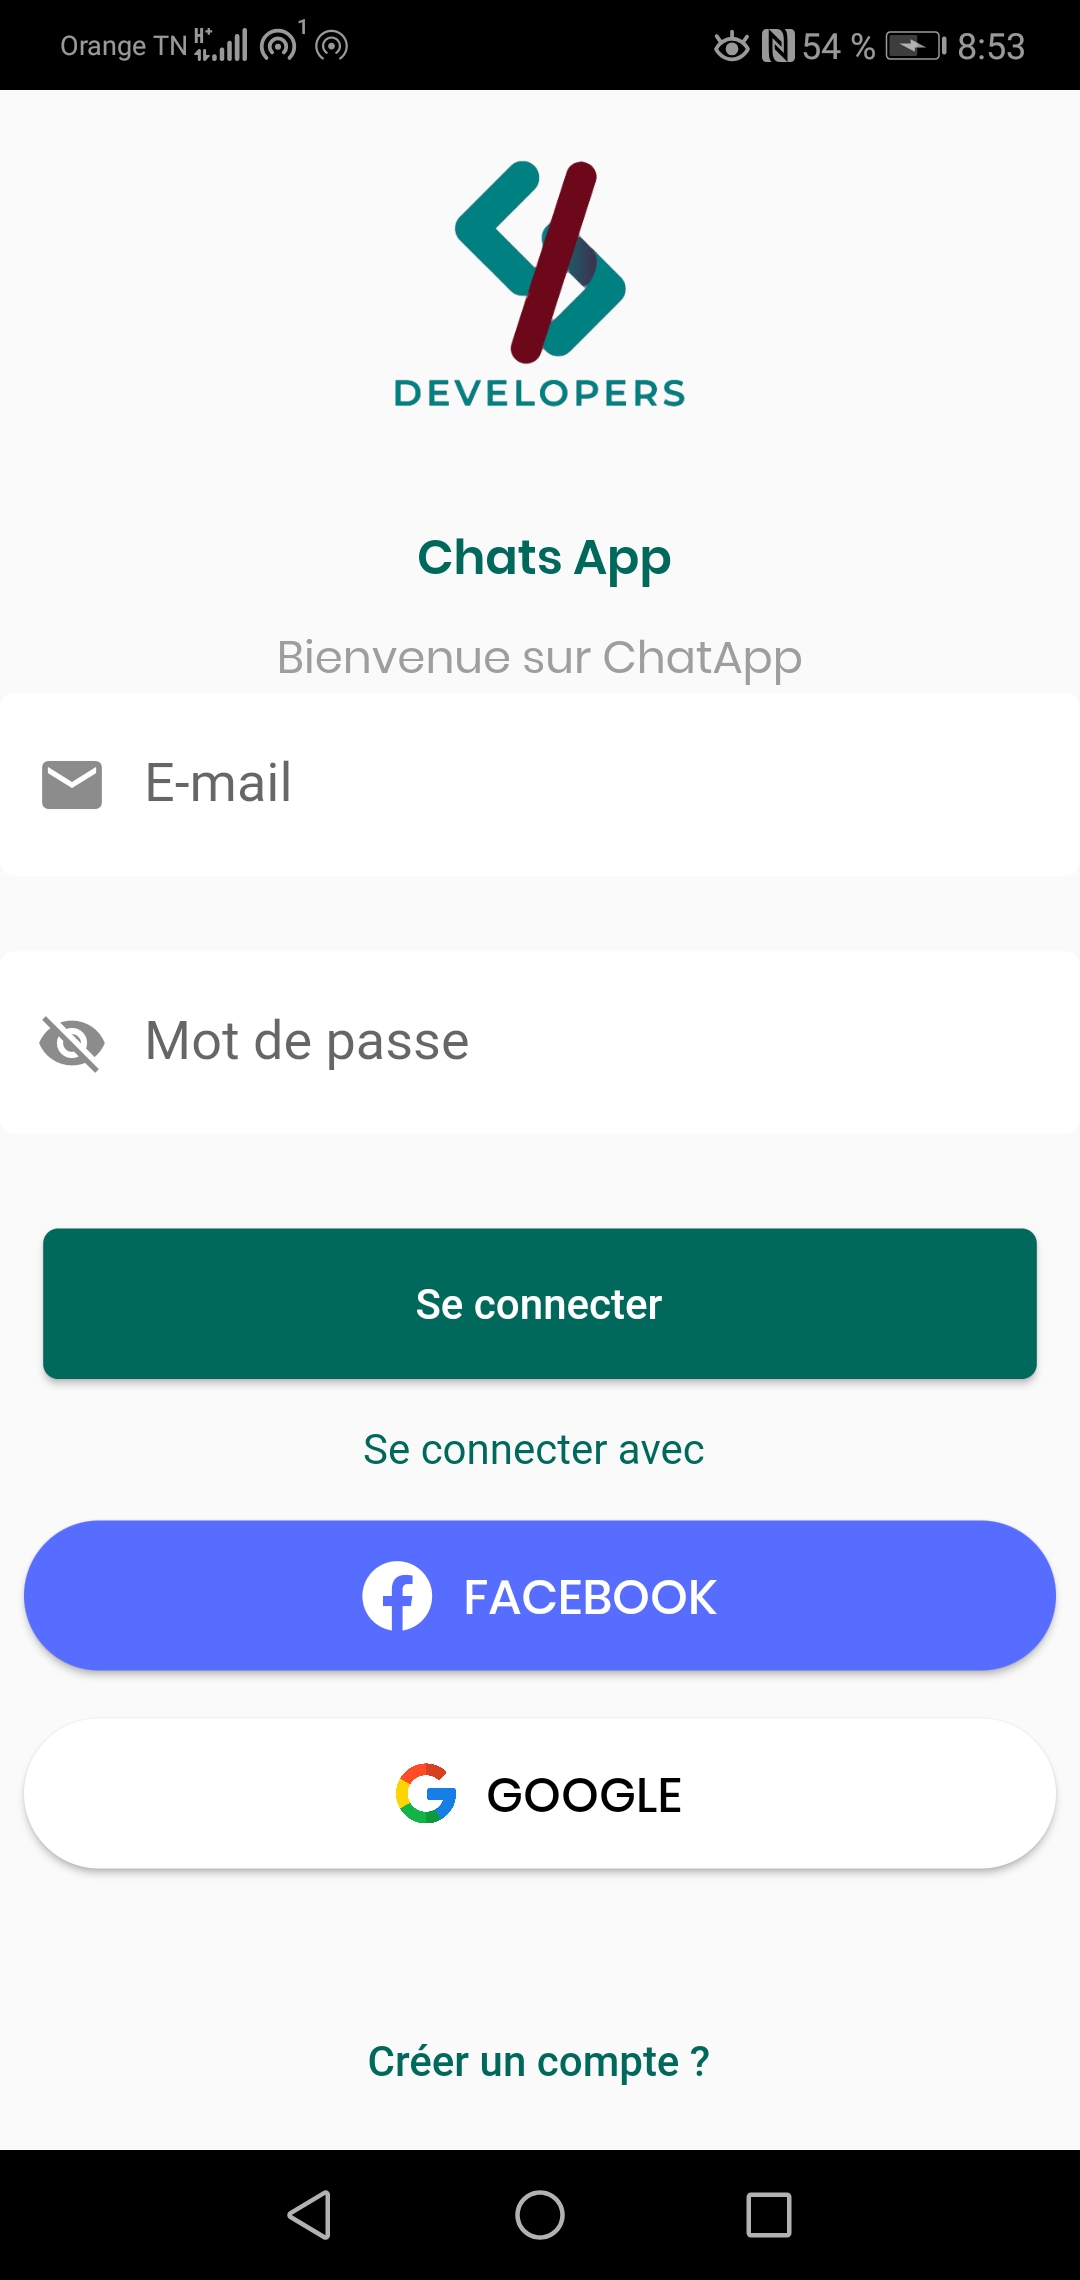 Orange TN H+ 1 54 % 8:53
DEVELOPERS
Chats App
Bienvenue sur ChatApp
E-mail
Mot de passe
Se connecter
Se connecter avec
FACEBOOK
GOOGLE
Créer un compte ?